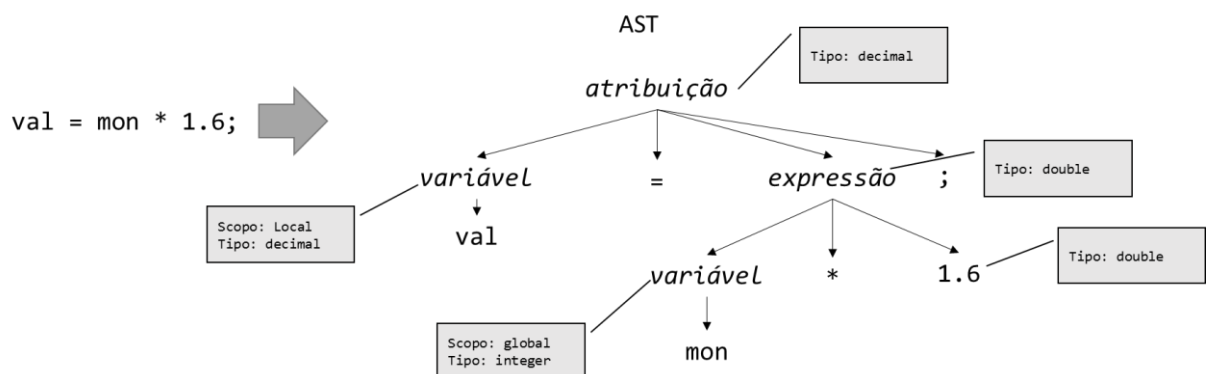 AST
Tipo: decimal
atribuição
val = mon * 1.6;
variável
=
expressão
;
Tipo: double
Scopo: Local
Tipo: decimal
val
variável
*
1.6
Tipo: double
Scopo: global
Tipo: integer
mon